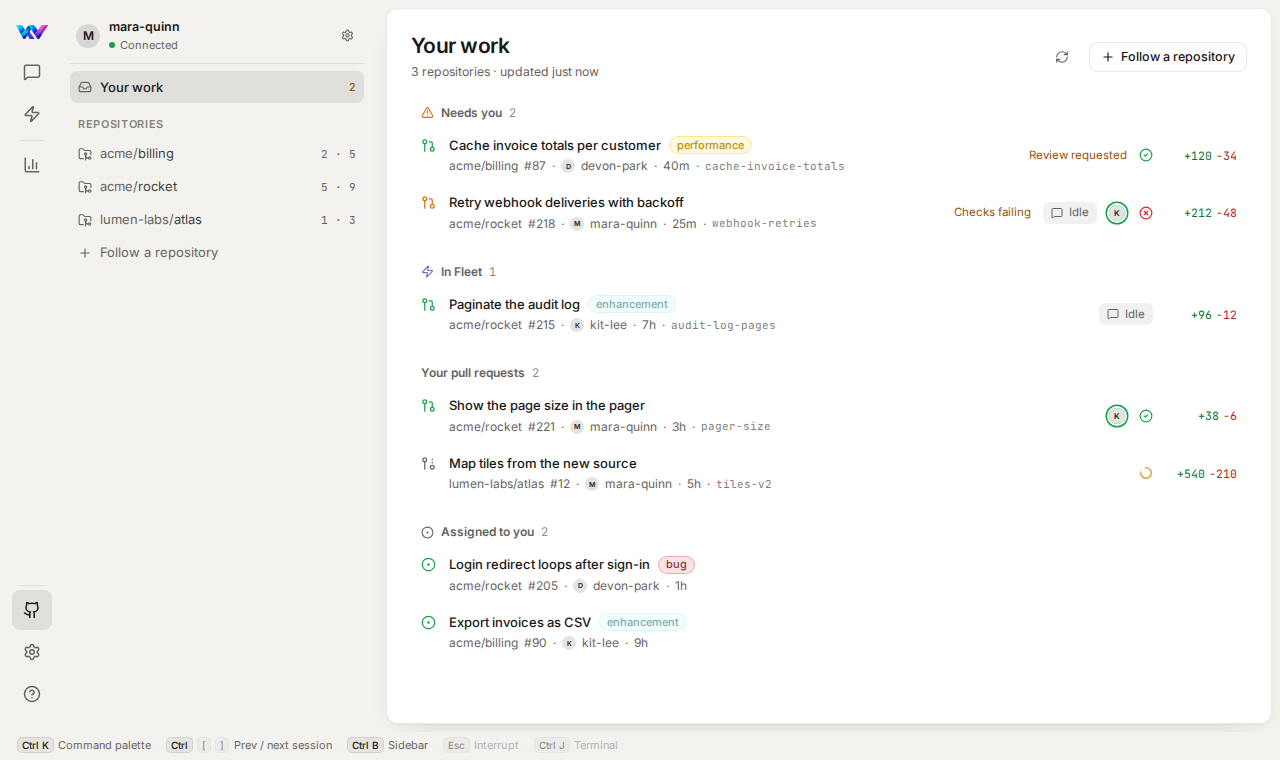 M
mara-quinn
Connected
Your work 2
REPOSITORIES
acme/billing 2 · 5
acme/rocket 5 · 9
lumen-labs/atlas 1 · 3
Follow a repository
Your work
3 repositories · updated just now
Follow a repository
Needs you 2
Cache invoice totals per customer performance
acme/billing #87 · D devon-park · 40m · cache-invoice-totals
Review requested +120 -34
Retry webhook deliveries with backoff
acme/rocket #218 · M mara-quinn · 25m · webhook-retries
Checks failing Idle K +212 -48
In Fleet 1
Paginate the audit log enhancement
acme/rocket #215 · K kit-lee · 7h · audit-log-pages
Idle +96 -12
Your pull requests 2
Show the page size in the pager
acme/rocket #221 · M mara-quinn · 3h · pager-size
K +38 -6
Map tiles from the new source
lumen-labs/atlas #12 · M mara-quinn · 5h · tiles-v2
+540 -210
Assigned to you 2
Login redirect loops after sign-in bug
acme/rocket #205 · D devon-park · 1h
Export invoices as CSV enhancement
acme/billing #90 · K kit-lee · 9h
Ctrl K Command palette Ctrl [ ] Prev / next session Ctrl B Sidebar Esc Interrupt Ctrl J Terminal